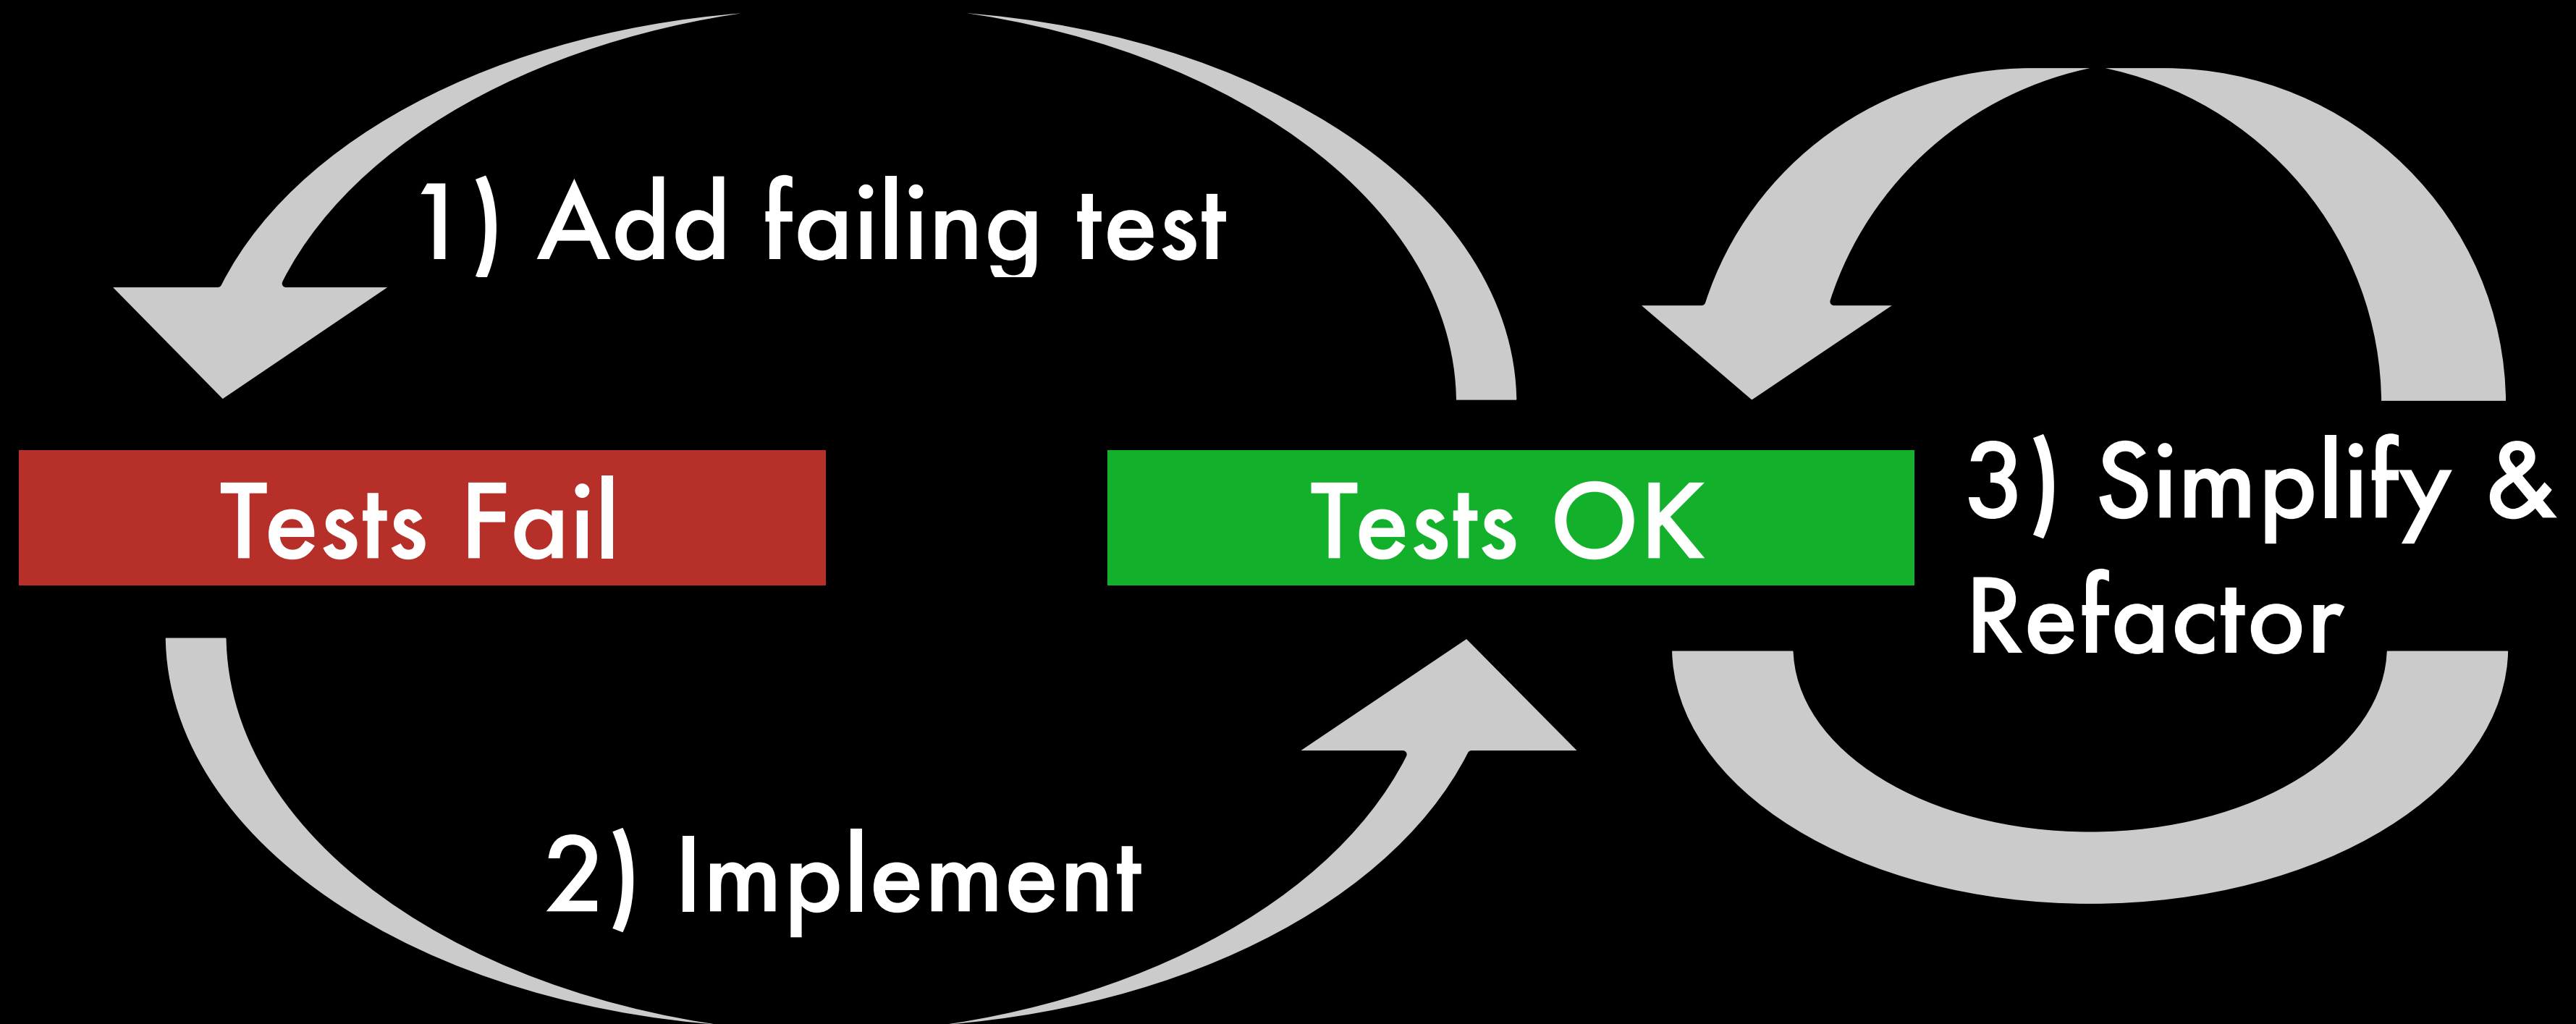 1) Add failing test
Tests Fail
Tests OK
3) Simplify &
Refactor
2) Implement